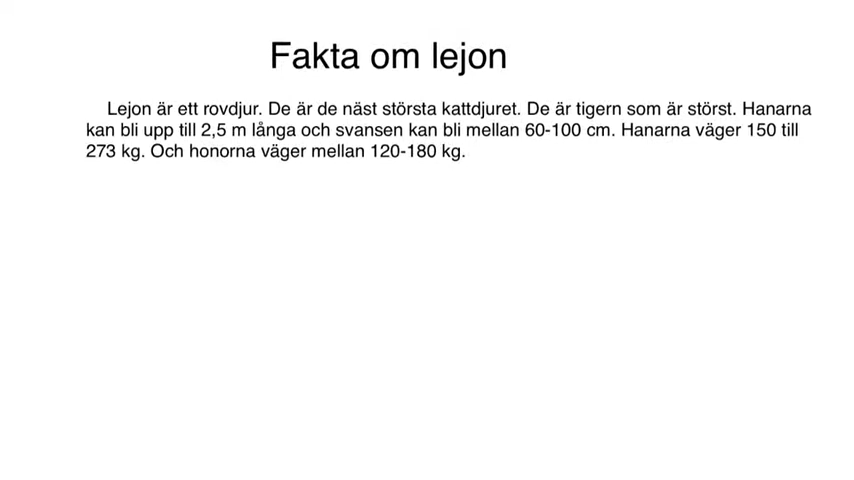 Fakta om lejon
Lejon är ett rovdjur. De är de näst största kattdjuret. De är tigern som är störst. Hanarna
kan bli upp till 2,5 m långa och svansen kan bli mellan 60-100 cm. Hanarna väger 150 till
273 kg. Och honorna väger mellan 120-180 kg.